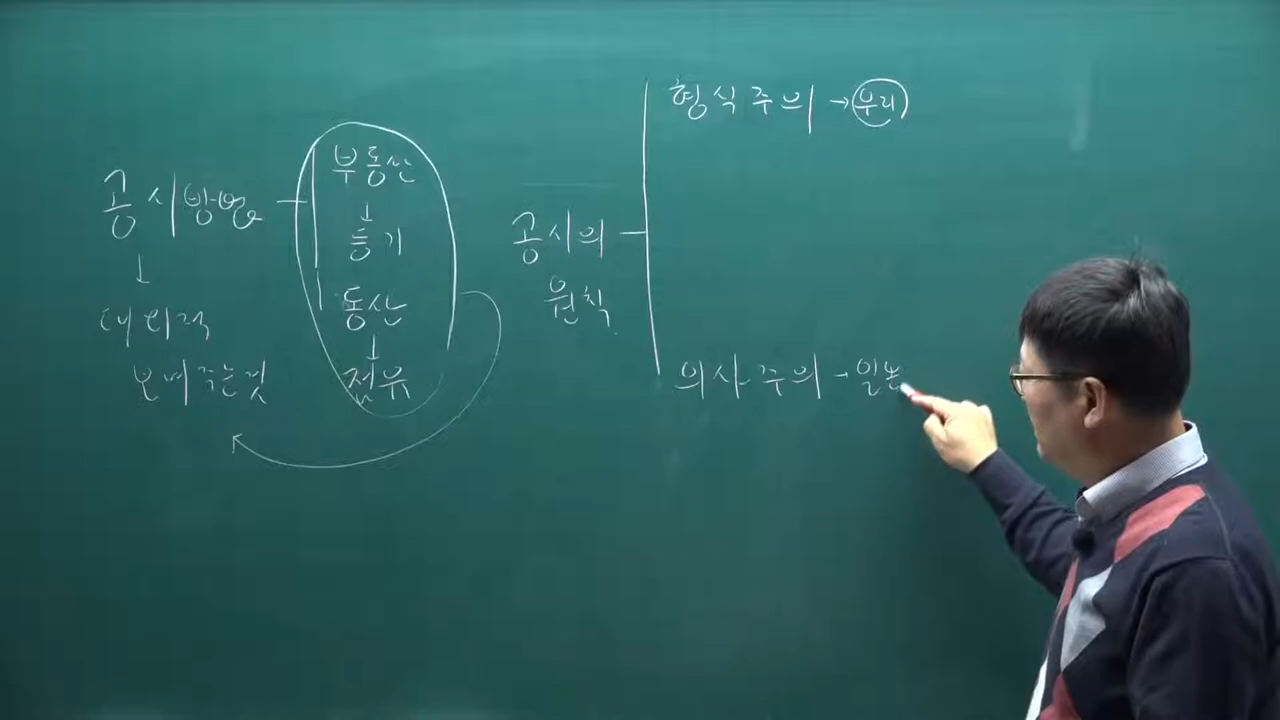 공시방법
↓
대외적
보여주는것
부동산
↓
등기
동산
↓
점유
공시의
원칙.
형식주의 → 우리
의사주의 → 일본